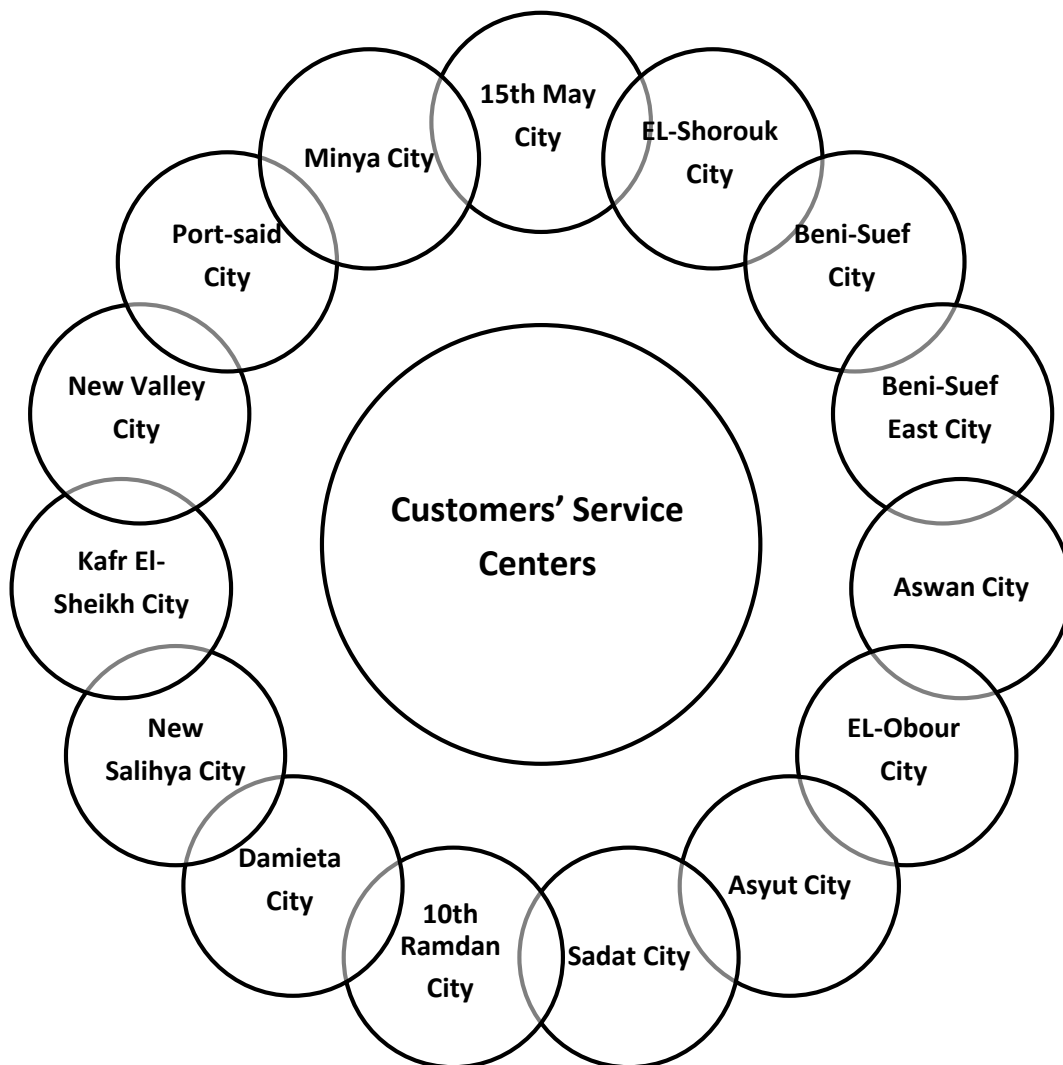 15th May
City
EL-Shorouk
City
Beni-Suef
City
Beni-Suef
East City
Aswan City
EL-Obour
City
Asyut City
Sadat City
10th
Ramdan
City
Damieta
City
New
Salihya City
Kafr El-
Sheikh City
New Valley
City
Port-said
City
Minya City
Customers’ Service
Centers